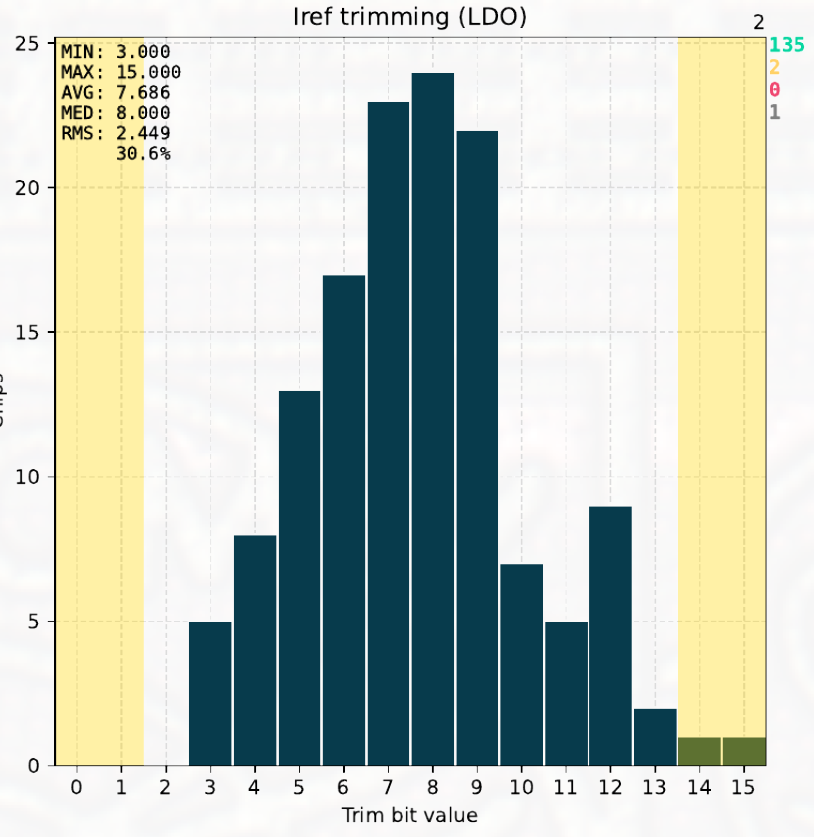 Iref trimming (LDO)
2
135
2
0
1
MIN: 3.000
MAX: 15.000
AVG: 7.686
MED: 8.000
RMS: 2.449
30.6%
25
20
15
10
5
0
0 1 2 3 4 5 6 7 8 9 10 11 12 13 14 15
Trim bit value